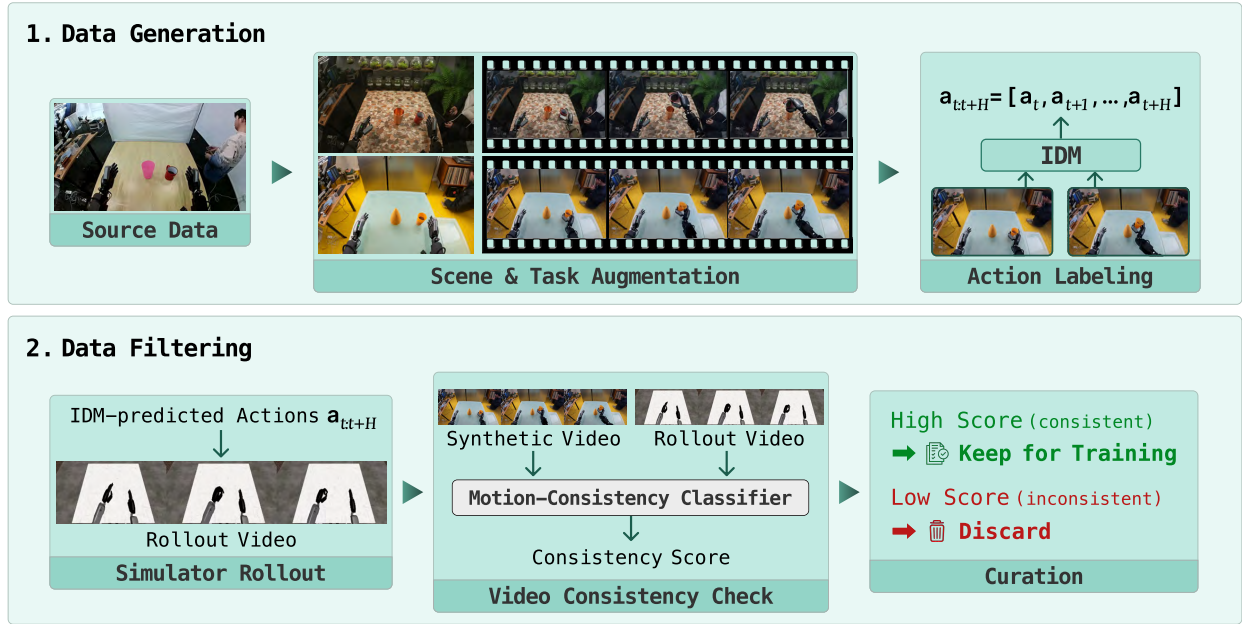 1. Data Generation
Source Data
Scene & Task Augmentation
a_{t:t+H}=[a_t,a_{t+1},…,a_{t+H}]
IDM
Action Labeling
2. Data Filtering
IDM-predicted Actions a_{t:t+H}
Rollout Video
Simulator Rollout
Synthetic Video
Rollout Video
Motion-Consistency Classifier
Consistency Score
Video Consistency Check
High Score (consistent)
Keep for Training
Low Score (inconsistent)
Discard
Curation